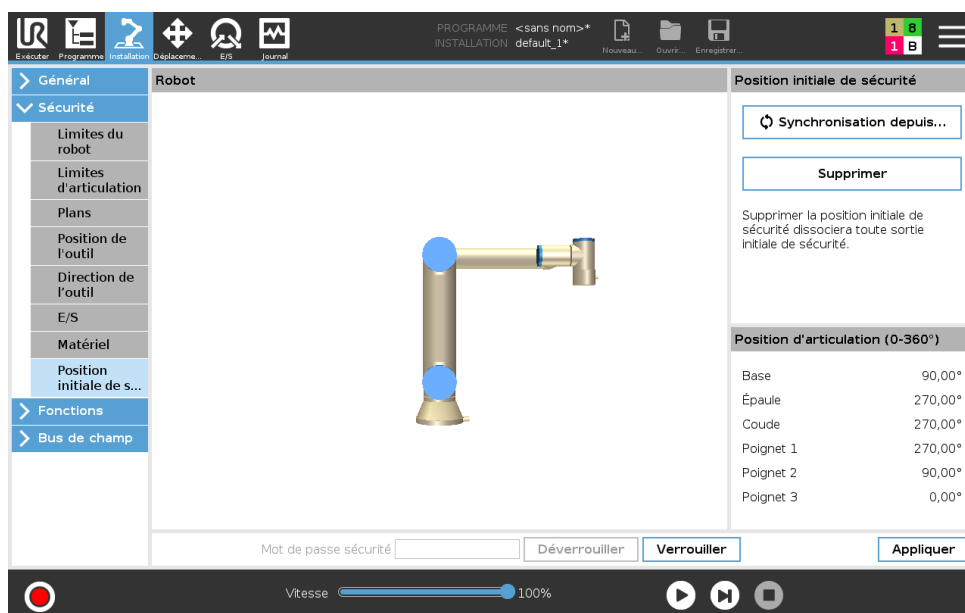 UR
PROGRAMME <sans nom>*
INSTALLATION default_1*
1 8
1 B
Exécuter Programme Installation Déplaceme... E/S Journal
Nouveau... Ouvrir... Enregistrer...
Général
Sécurité
Limites du
robot
Limites
d'articulation
Plans
Position de
l'outil
Direction de
l'outil
E/S
Matériel
Position
initiale de s...
Fonctions
Bus de champ
Robot
Position initiale de sécurité
Synchronisation depuis...
Supprimer
Supprimer la position initiale de
sécurité dissociera toute sortie
initiale de sécurité.
Position d'articulation (0-360°)
Base 90,00°
Épaule 270,00°
Coude 270,00°
Poignet 1 270,00°
Poignet 2 90,00°
Poignet 3 0,00°
Mot de passe sécurité Déverrouiller Verrouiller Appliquer
Vitesse 100%